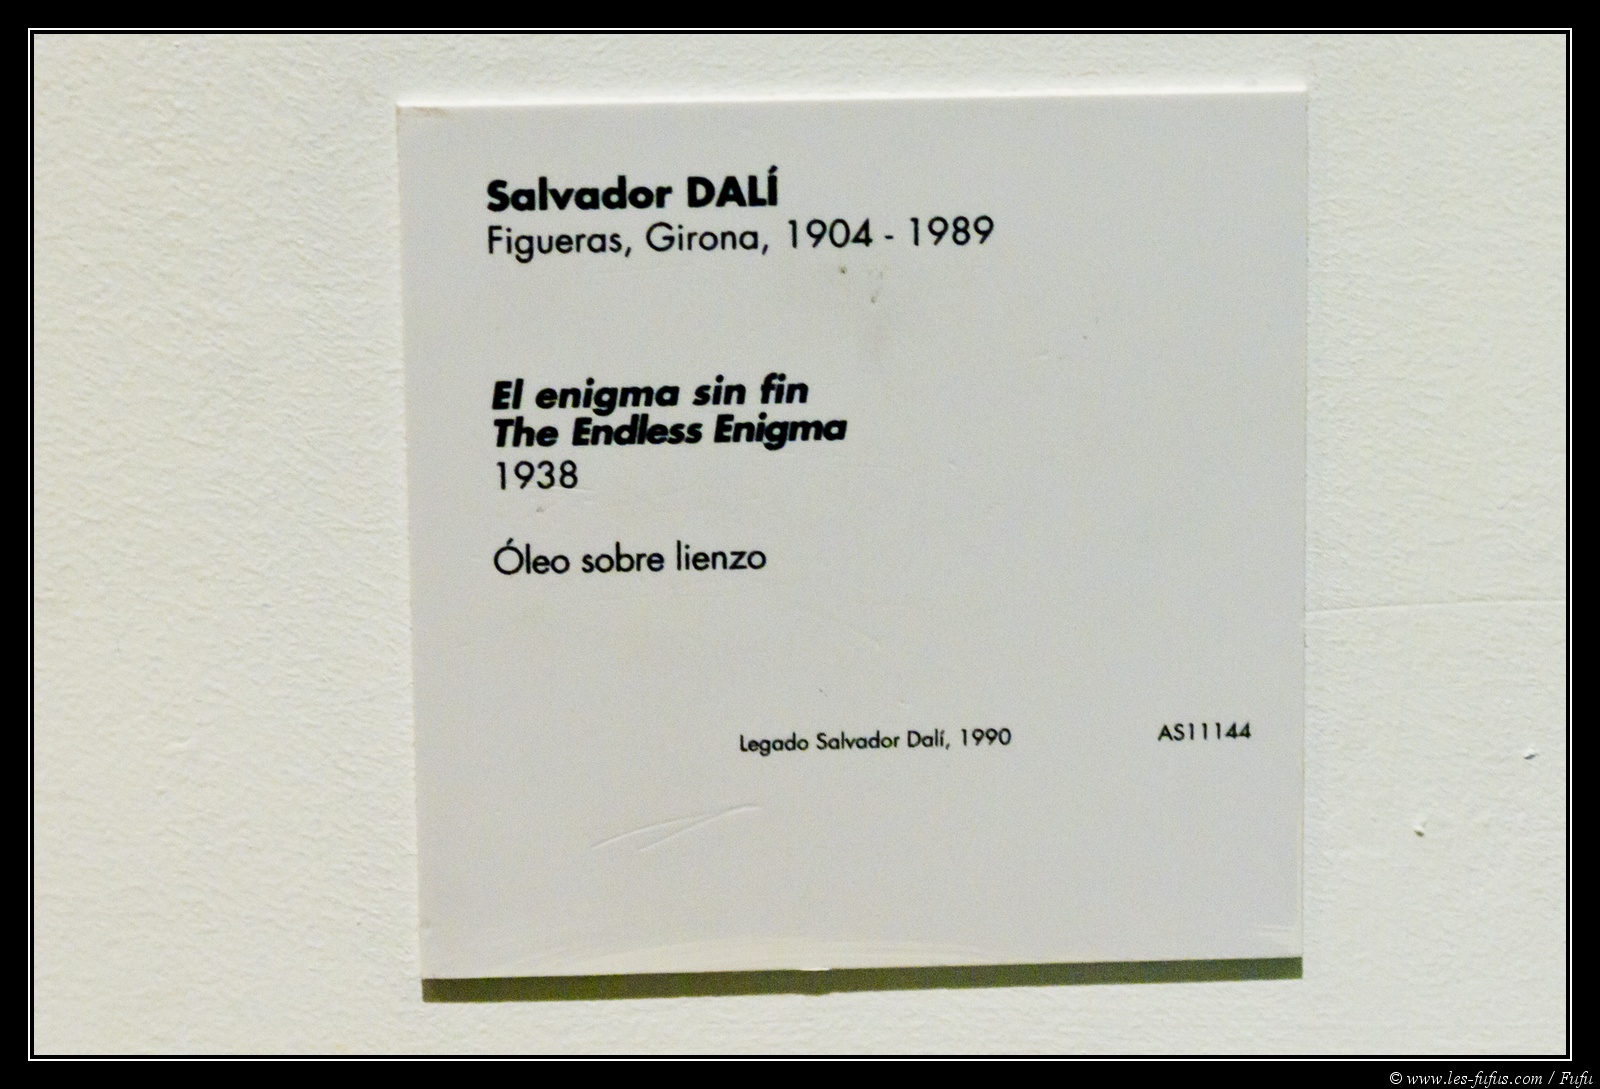 Salvador DALÍ
Figueras, Girona, 1904 - 1989
El enigma sin fin
The Endless Enigma
1938
Óleo sobre lienzo
Legado Salvador Dalí, 1990 AS11144
© www.les-fufus.com / Fufu